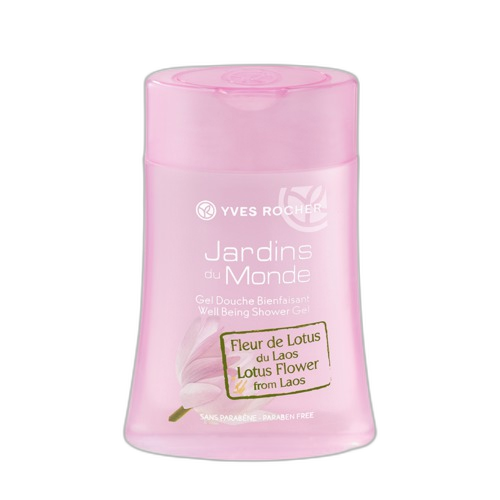 YVES ROCHER
Jardins
du Monde
Gel Douche Bienfaisant
Well Being Shower Gel
Fleur de Lotus
du Laos
Lotus Flower
from Laos
SANS PARABENE - PARABEN FREE